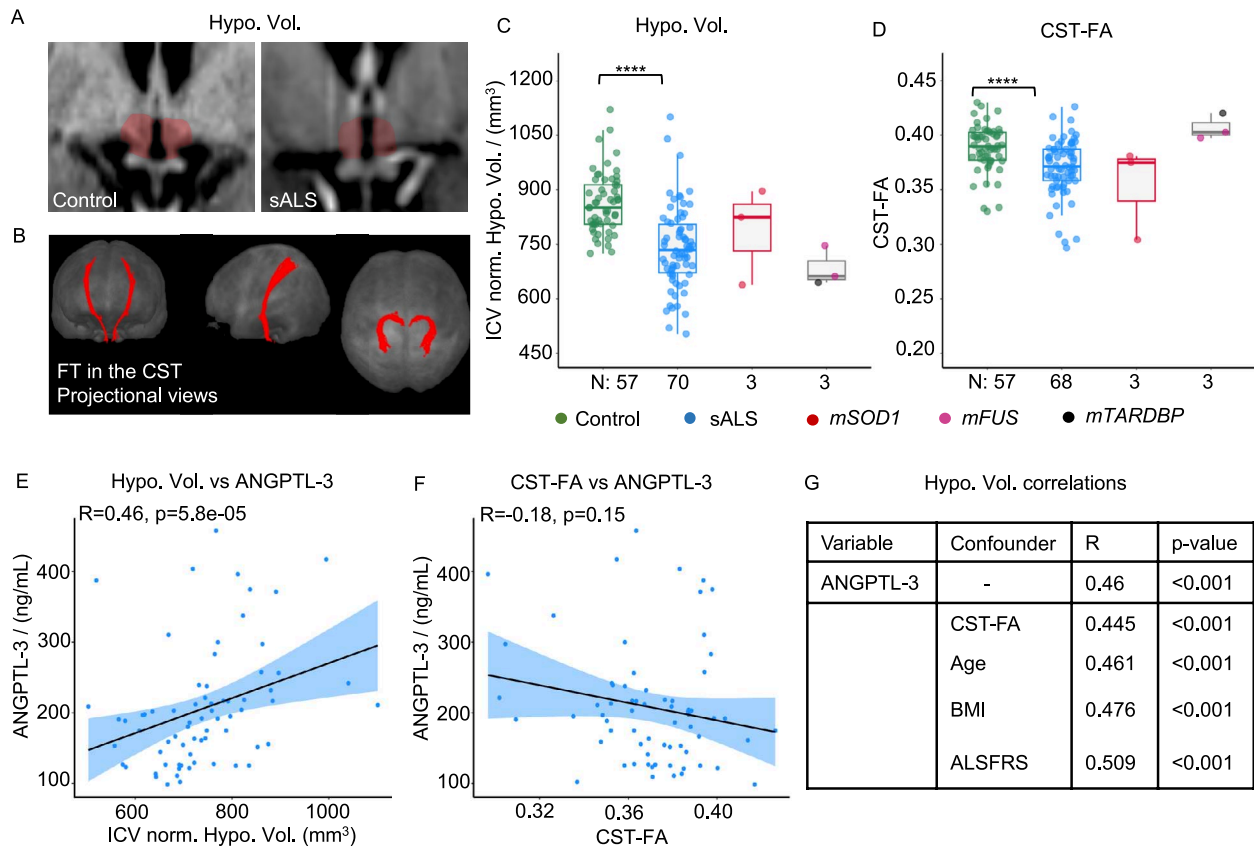 A
Hypo. Vol.
Control
sALS
B
FT in the CST
Projectional views
C
Hypo. Vol.
****
ICV norm. Hypo. Vol. / (mm³)
1200
1050
900
750
600
450
N: 57 70 3 3
D
CST-FA
****
CST-FA
0.45
0.40
0.35
0.30
0.25
0.20
N: 57 68 3 3
Control sALS mSOD1 mFUS mTARDBP
E
Hypo. Vol. vs ANGPTL-3
R=0.46, p=5.8e-05
ANGPTL-3 / (ng/mL)
400
300
200
100
600 800 1000
ICV norm. Hypo. Vol. (mm³)
F
CST-FA vs ANGPTL-3
R=-0.18, p=0.15
ANGPTL-3 / (ng/mL)
400
300
200
100
0.32 0.36 0.40
CST-FA
G
Hypo. Vol. correlations
Variable Confounder R p-value
ANGPTL-3 - 0.46 <0.001
CST-FA 0.445 <0.001
Age 0.461 <0.001
BMI 0.476 <0.001
ALSFRS 0.509 <0.001